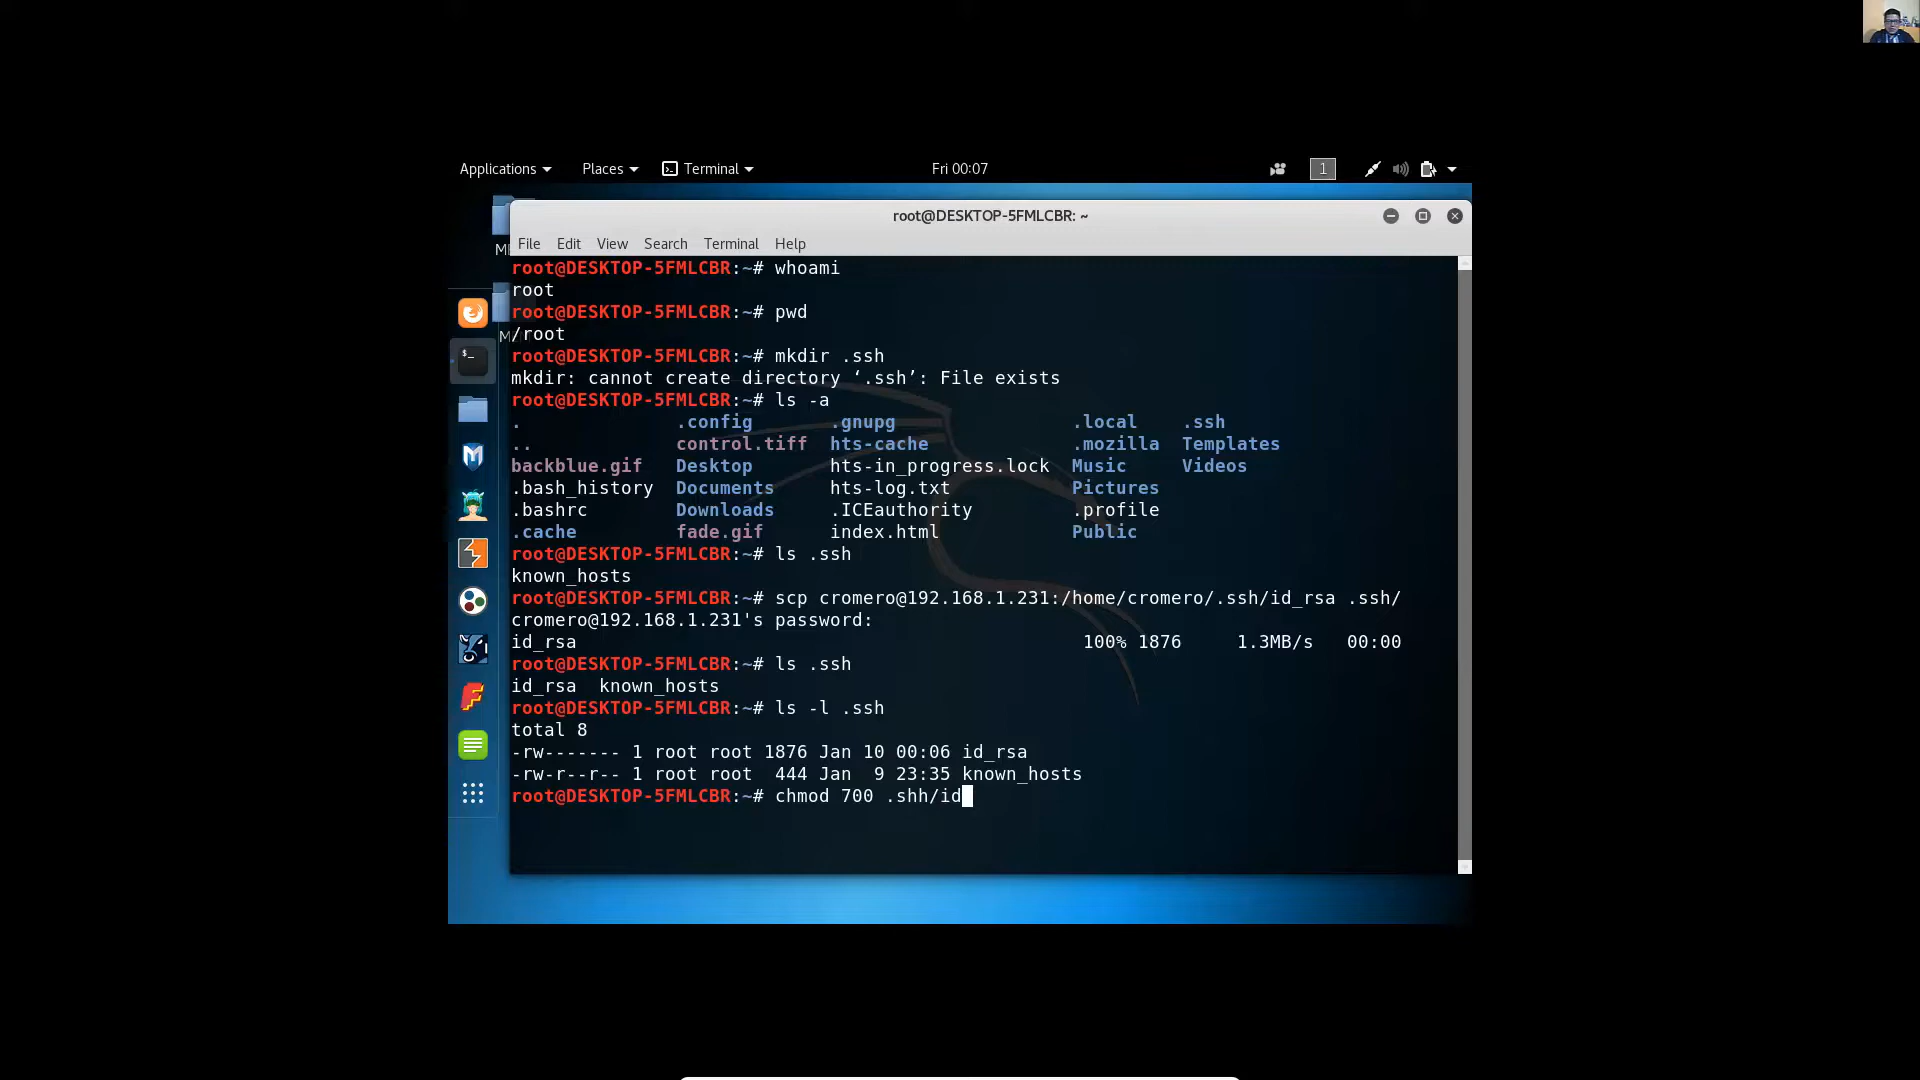 Applications Places Terminal Fri 00:07 1
root@DESKTOP-5FMLCBR: ~
File Edit View Search Terminal Help
root@DESKTOP-5FMLCBR:~# whoami
root
root@DESKTOP-5FMLCBR:~# pwd
/root
root@DESKTOP-5FMLCBR:~# mkdir .ssh
mkdir: cannot create directory ‘.ssh’: File exists
root@DESKTOP-5FMLCBR:~# ls -a
. .config .gnupg .local .ssh
.. control.tiff hts-cache .mozilla Templates
backblue.gif Desktop hts-in_progress.lock Music Videos
.bash_history Documents hts-log.txt Pictures
.bashrc Downloads .ICEauthority .profile
.cache fade.gif index.html Public
root@DESKTOP-5FMLCBR:~# ls .ssh
known_hosts
root@DESKTOP-5FMLCBR:~# scp cromero@192.168.1.231:/home/cromero/.ssh/id_rsa .ssh/
cromero@192.168.1.231's password:
id_rsa 100% 1876 1.3MB/s 00:00
root@DESKTOP-5FMLCBR:~# ls .ssh
id_rsa known_hosts
root@DESKTOP-5FMLCBR:~# ls -l .ssh
total 8
-rw------- 1 root root 1876 Jan 10 00:06 id_rsa
-rw-r--r-- 1 root root 444 Jan 9 23:35 known_hosts
root@DESKTOP-5FMLCBR:~# chmod 700 .shh/id